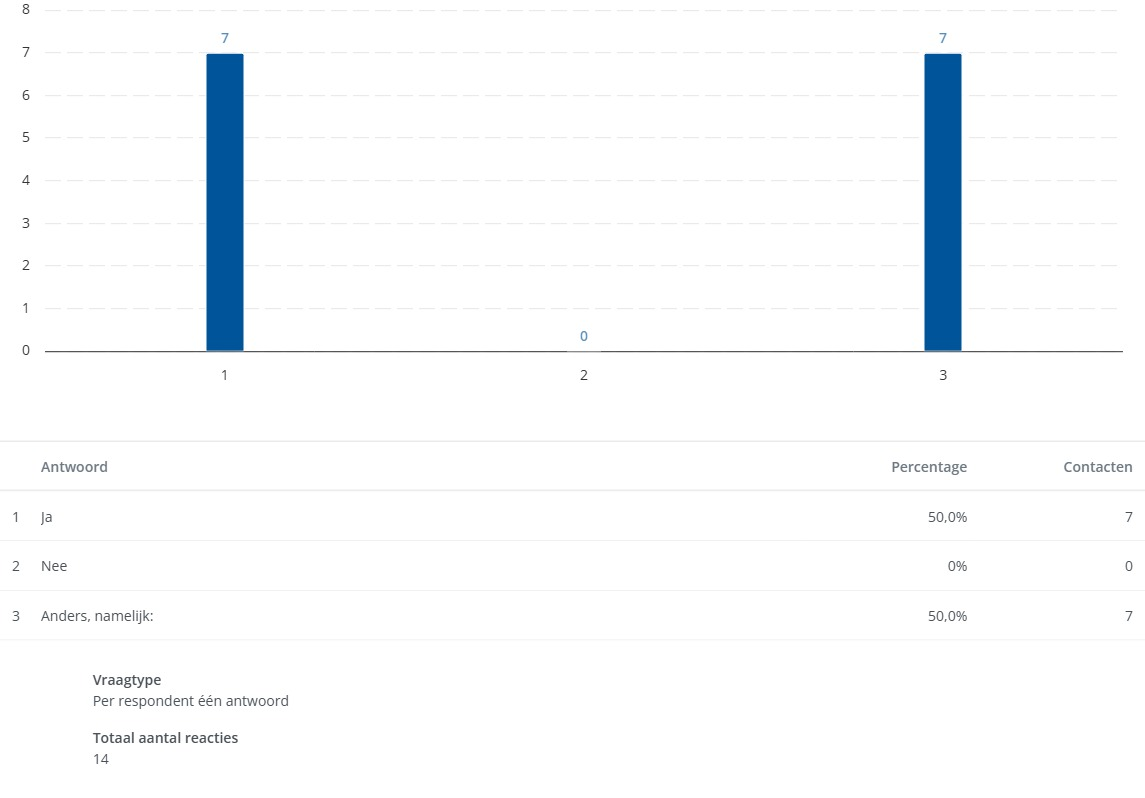 8
7
7
7
6
5
4
3
2
1
0
0
1
2
3
Antwoord Percentage Contacten
1 Ja 50,0% 7
2 Nee 0% 0
3 Anders, namelijk: 50,0% 7
Vraagtype
Per respondent één antwoord
Totaal aantal reacties
14